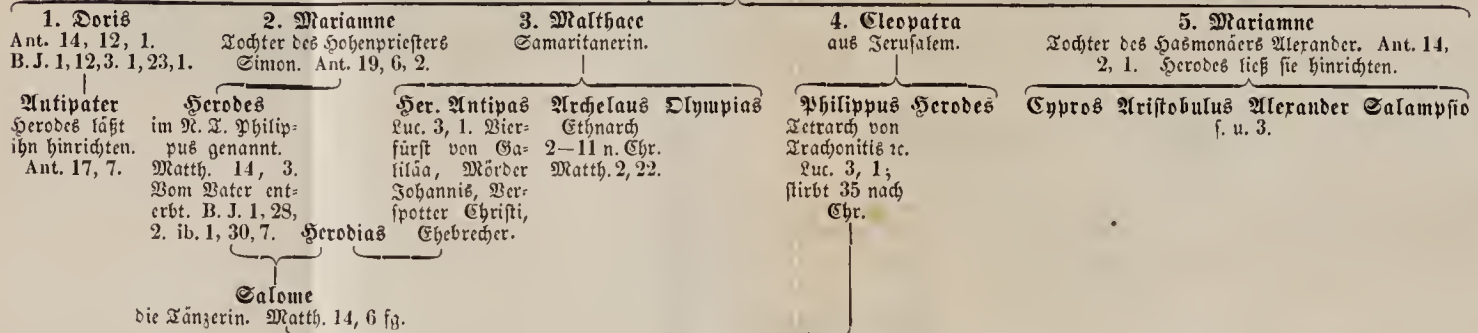 1. Doris
Ant. 14, 12, 1.
B. J. 1, 12, 3. 1, 23, 1.
2. Mariamne
Tochter des Hohenpriesters
Simon. Ant. 19, 6, 2.
3. Malthace
Samaritanerin.
4. Cleopatra
aus Jerusalem.
5. Mariamne
Tochter des Hasmonäers Alexander. Ant. 14,
2, 1. Herodes ließ sie hinrichten.
Antipater
Herodes läßt
ihn hinrichten.
Ant. 17, 7.
Herodes
im N. T. Philip-
pus genannt.
Matth. 14, 3.
Vom Vater ent-
erbt. B. J. 1, 28,
2. ib. 1, 30, 7.
Herodias
Her. Antipas
Luc. 3, 1. Vier-
fürst von Ga-
liläa, Mörder
Johannis, Ver-
spotter Christi,
Ehebrecher.
Archelaus
Ethnarch
2–11 n. Chr.
Matth. 2, 22.
Olympias
Philippus
Tetrarch von
Trachonitis ꝛc.
Luc. 3, 1;
stirbt 35 nach
Chr.
Herodes
Cypros Aristobulus Alexander Salampsio
s. u. 3.
Salome
die Tänzerin. Matth. 14, 6 fg.